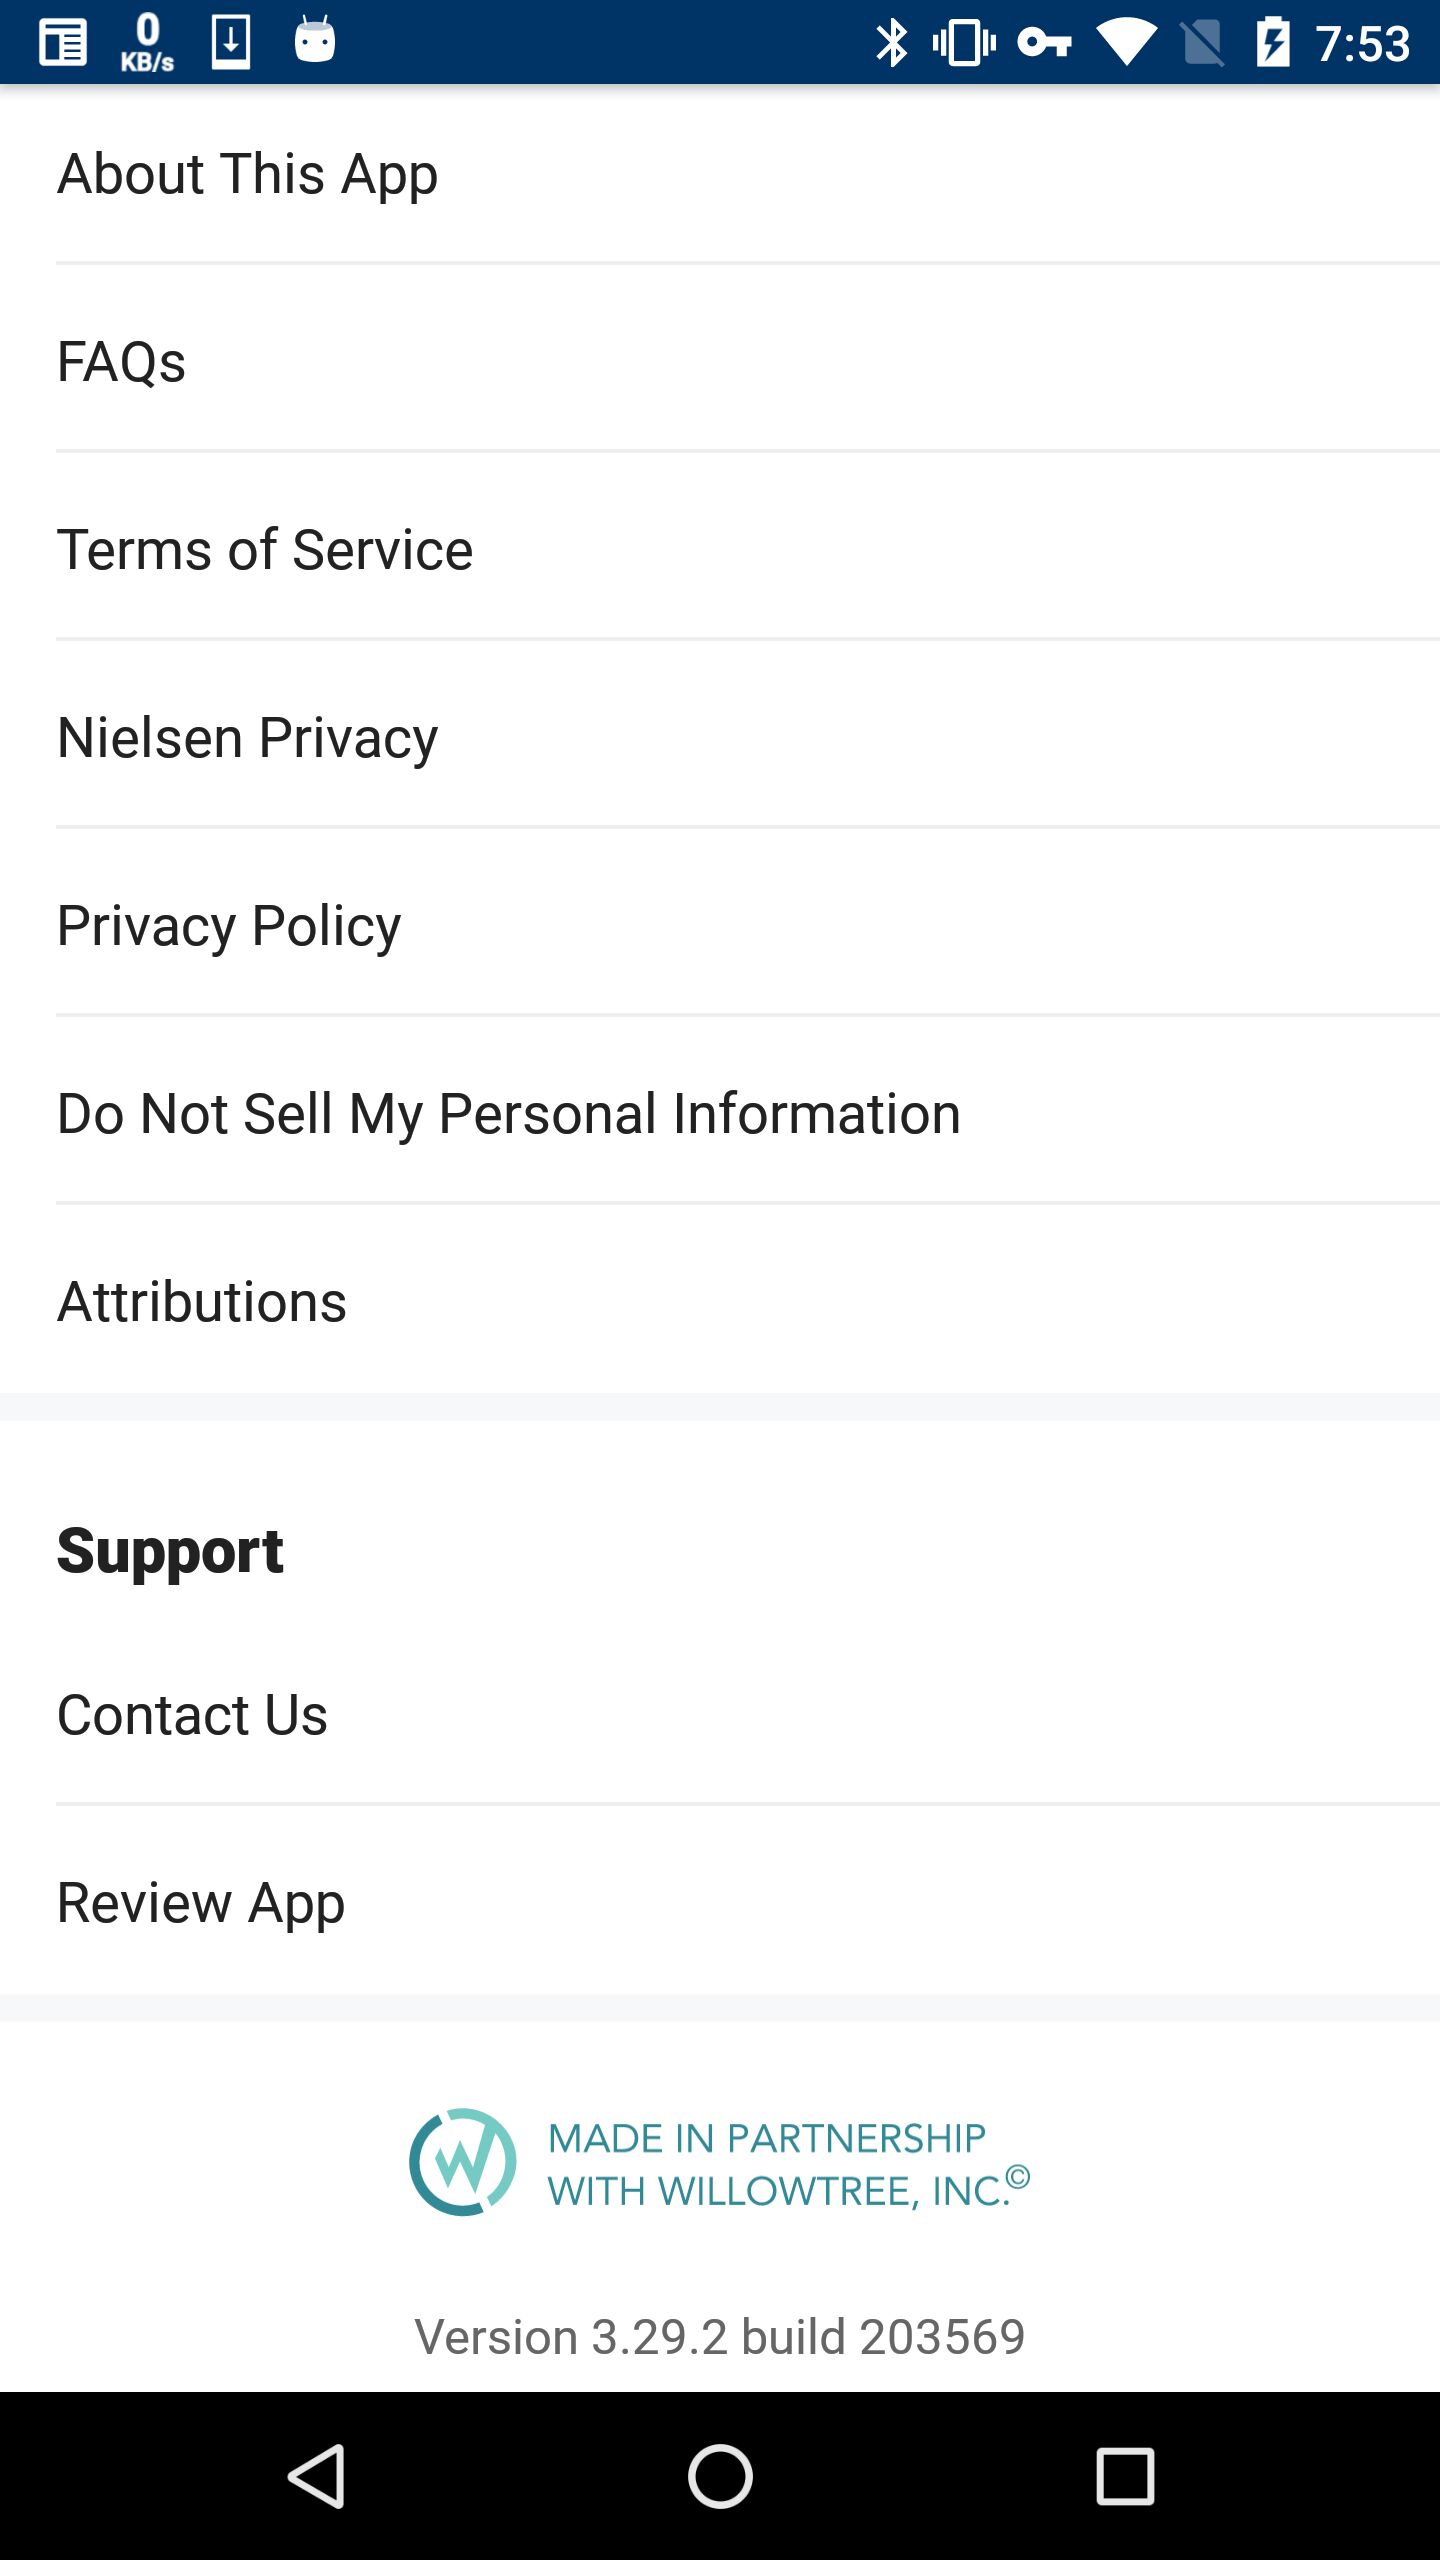 0
KB/s
7:53
About This App
FAQs
Terms of Service
Nielsen Privacy
Privacy Policy
Do Not Sell My Personal Information
Attributions
Support
Contact Us
Review App
MADE IN PARTNERSHIP
WITH WILLOWTREE, INC.©
Version 3.29.2 build 203569